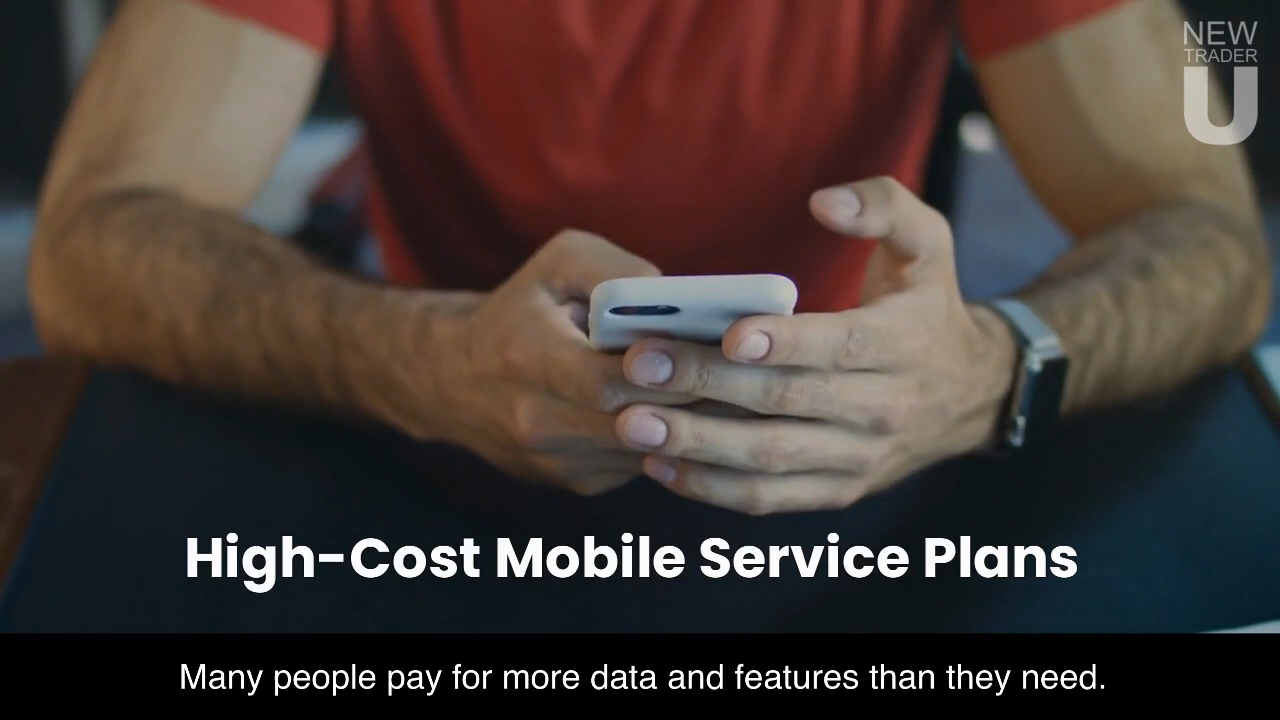 NEW
TRADER
U
High-Cost Mobile Service Plans
Many people pay for more data and features than they need.